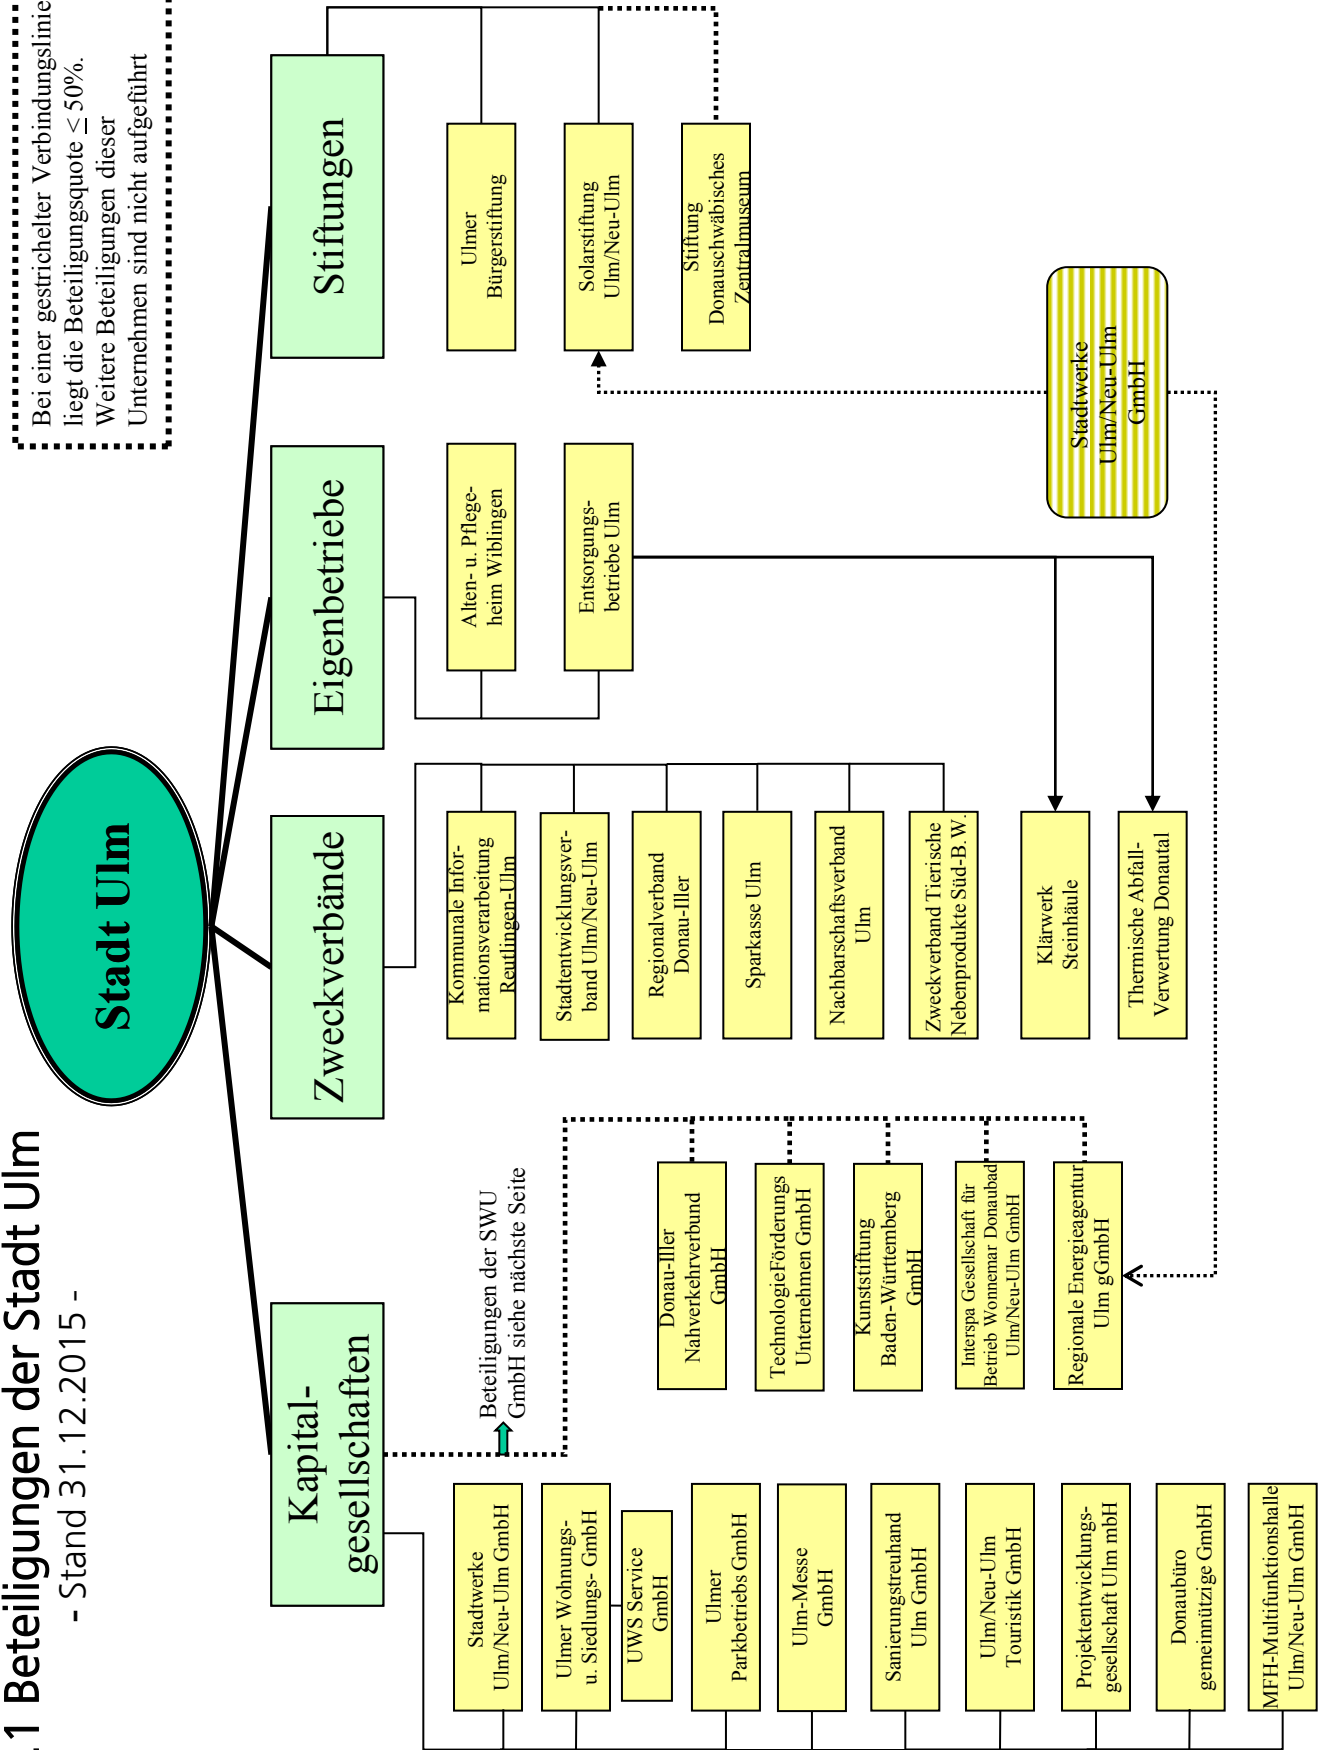 .1 Beteiligungen der Stadt Ulm
- Stand 31.12.2015 -
Bei einer gestrichelter Verbindungslinie
liegt die Beteiligungsquote ≤ 50%.
Weitere Beteiligungen dieser
Unternehmen sind nicht aufgeführt
Stadt Ulm
Kapital-
gesellschaften
Zweckverbände
Eigenbetriebe
Stiftungen
Beteiligungen der SWU
GmbH siehe nächste Seite
Stadtwerke
Ulm/Neu-Ulm GmbH
Ulmer Wohnungs-
u. Siedlungs- GmbH
UWS Service
GmbH
Ulmer
Parkbetriebs GmbH
Ulm-Messe
GmbH
Sanierungstreuhand
Ulm GmbH
Ulm/Neu-Ulm
Touristik GmbH
Projektentwicklungs-
gesellschaft Ulm mbH
Donaubüro
gemeinnützige GmbH
MFH-Multifunktionshalle
Ulm/Neu-Ulm GmbH
Donau-Iller
Nahverkehrverbund
GmbH
TechnologieFörderungs
Unternehmen GmbH
Kunststiftung
Baden-Württemberg
GmbH
Interspa Gesellschaft für
Betrieb Wonnemar Donaubad
Ulm/Neu-Ulm GmbH
Regionale Energieagentur
Ulm gGmbH
Kommunale Infor-
mationsverarbeitung
Reutlingen-Ulm
Stadtentwicklungsver-
band Ulm/Neu-Ulm
Regionalverband
Donau-Iller
Sparkasse Ulm
Nachbarschaftsverband
Ulm
Zweckverband Tierische
Nebenprodukte Süd-B.W.
Klärwerk
Steinhäule
Thermische Abfall-
Verwertung Donautal
Alten- u. Pflege-
heim Wiblingen
Entsorgungs-
betriebe Ulm
Ulmer
Bürgerstiftung
Solarstiftung
Ulm/Neu-Ulm
Stiftung
Donauschwäbisches
Zentralmuseum
Stadtwerke
Ulm/Neu-Ulm
GmbH